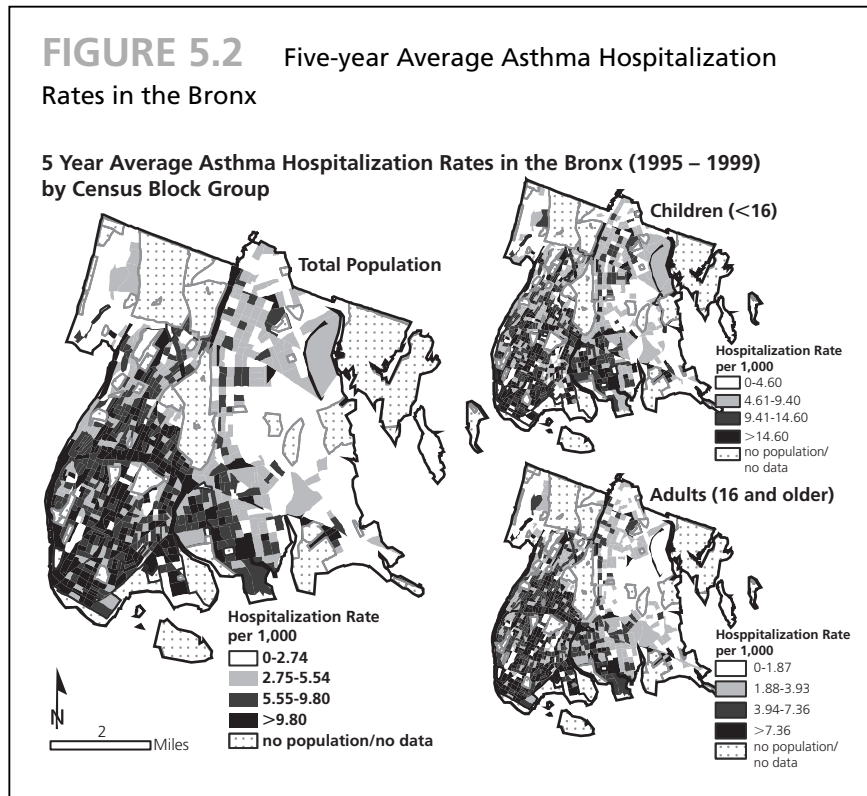 FIGURE 5.2 Five-year Average Asthma Hospitalization
Rates in the Bronx
5 Year Average Asthma Hospitalization Rates in the Bronx (1995 – 1999)
by Census Block Group
Total Population
Hospitalization Rate
per 1,000
0-2.74
2.75-5.54
5.55-9.80
>9.80
no population/no data
N
2
Miles
Children (<16)
Hospitalization Rate
per 1,000
0-4.60
4.61-9.40
9.41-14.60
>14.60
no population/
no data
Adults (16 and older)
Hosppitalization Rate
per 1,000
0-1.87
1.88-3.93
3.94-7.36
>7.36
no population/
no data